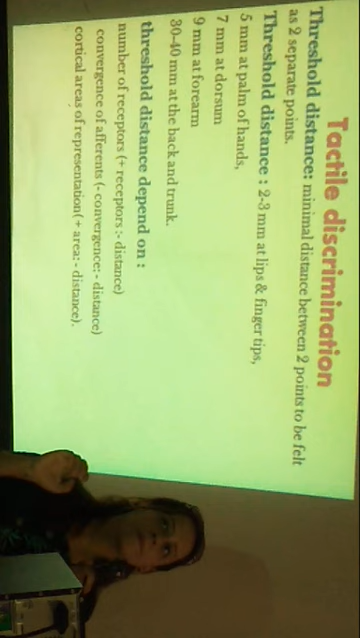 Tactile discrimination
Threshold distance: minimal distance between 2 points to be felt
as 2 separate points.
Threshold distance : 2-3 mm at lips & finger tips,
5 mm at palm of hands,
7 mm at dorsum
9 mm at forearm
30-40 mm at the back and trunk.
threshold distance depend on :
number of receptors (+ receptors :- distance)
convergence of afferents (- convergence: - distance)
cortical areas of representation(+ area: - distance).